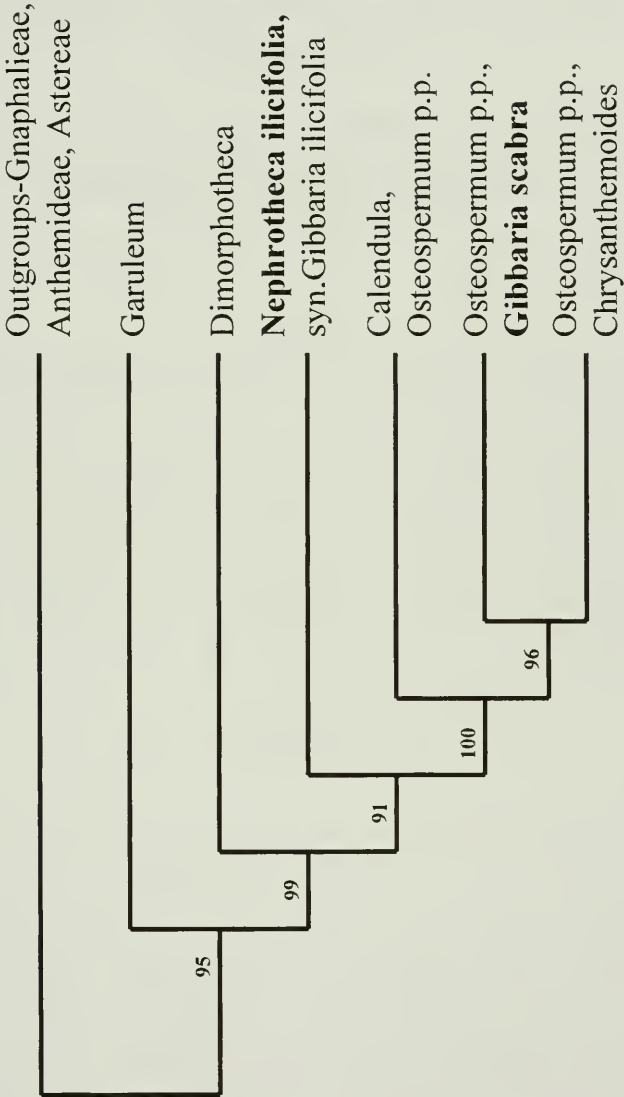 Outgroups-Gnaphalieae,
Anthemideae, Astereae
Garuleum
Dimorphotheca
Nephrotheca ilicifolia,
syn.Gibbaria ilicifolia
Calendula,
Osteospermum p.p.
Osteospermum p.p.,
Gibbaria scabra
Osteospermum p.p.,
Chrysanthemoides
95
99
91
100
96